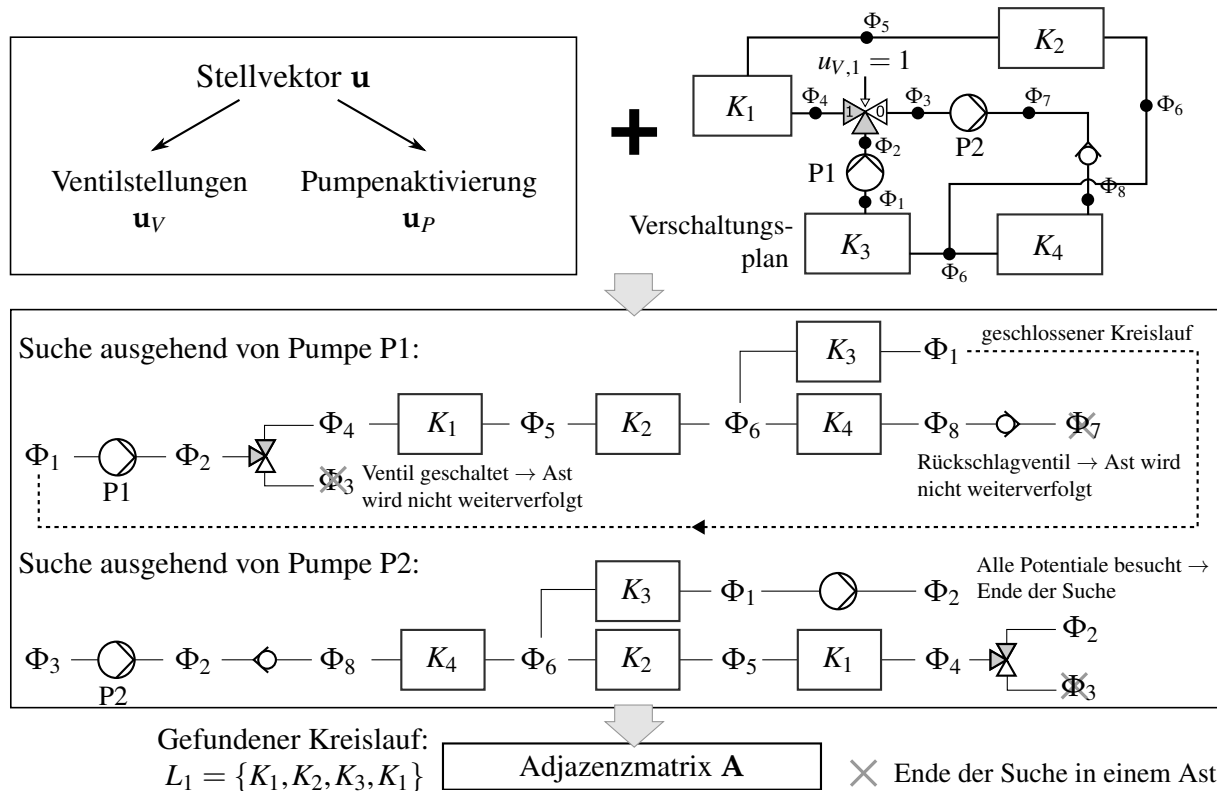 Stellvektor u
Ventilstellungen
u_V
Pumpenaktivierung
u_P
Φ5
K2
u_{V,1} = 1
K1
Φ4
1
0
Φ3
Φ7
Φ6
Φ2
P2
P1
Φ1
Φ8
Verschaltungs-
plan
K3
Φ6
K4
Suche ausgehend von Pumpe P1:
geschlossener Kreislauf
K3
Φ1
Φ4
K1
Φ5
K2
Φ6
K4
Φ8
Φ7
Φ1
P1
Φ2
Φ3
Ventil geschaltet → Ast
wird nicht weiterverfolgt
Rückschlagventil → Ast wird
nicht weiterverfolgt
Suche ausgehend von Pumpe P2:
Alle Potentiale besucht →
Ende der Suche
K3
Φ1
Φ2
Φ3
P2
Φ2
Φ8
K4
Φ6
K2
Φ5
K1
Φ4
Φ2
Φ3
Gefundener Kreislauf:
L1 = {K1, K2, K3, K1}
Adjazenzmatrix A
Ende der Suche in einem Ast